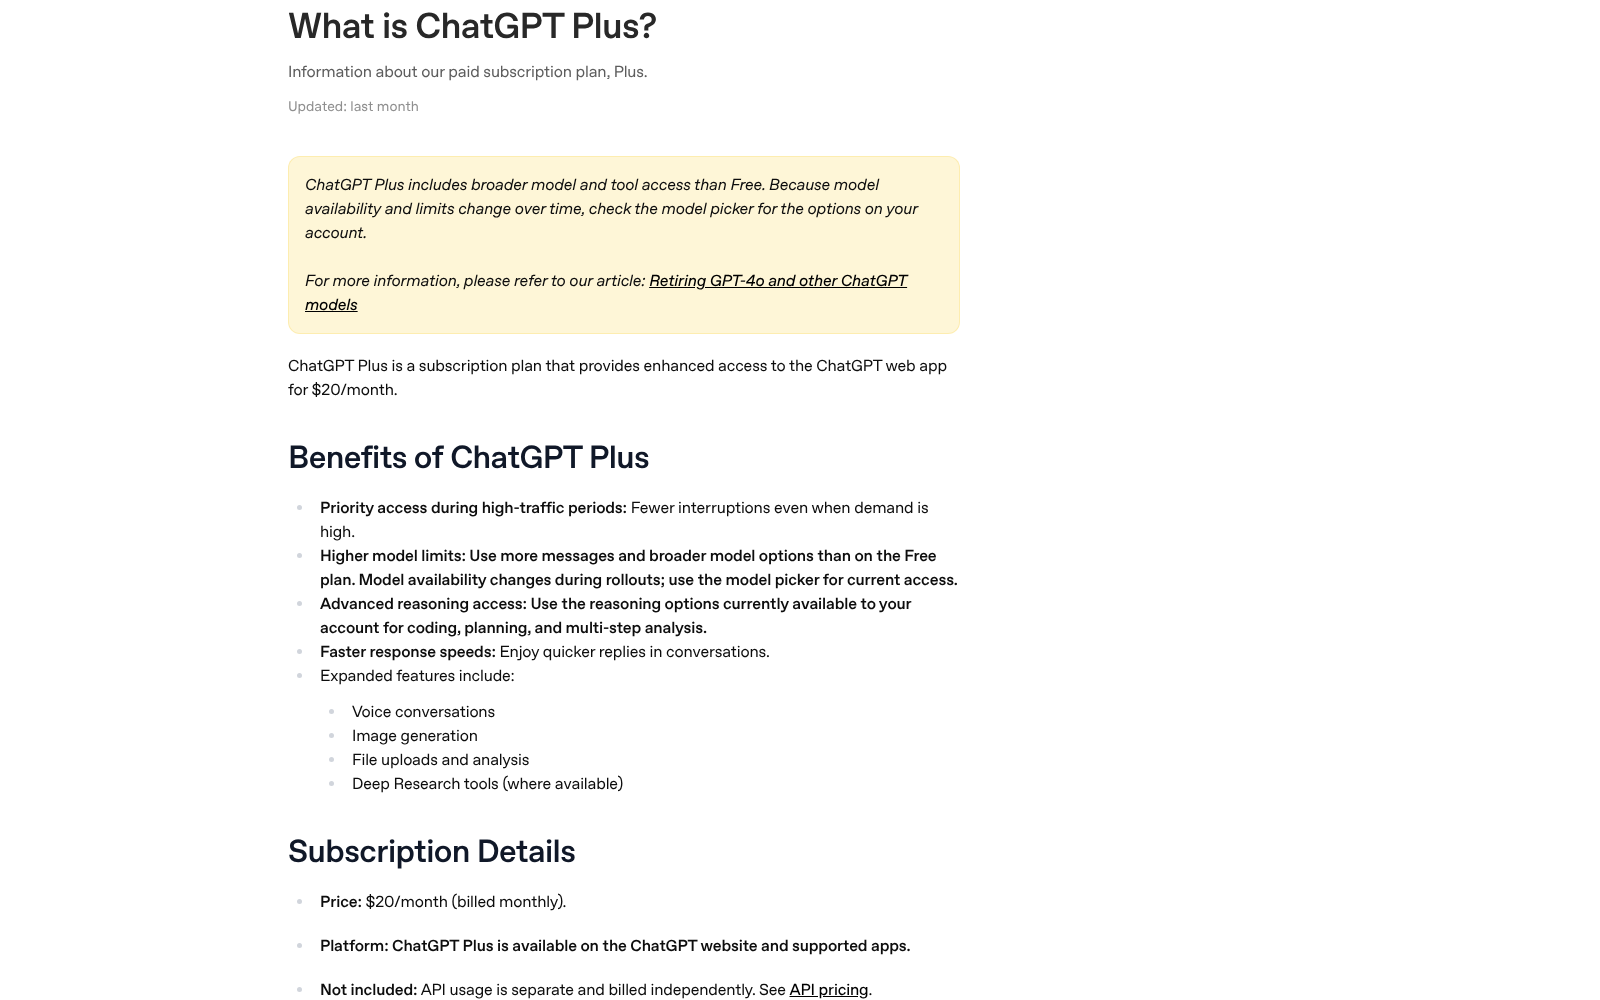 What is ChatGPT Plus?
Information about our paid subscription plan, Plus.
Updated: last month
ChatGPT Plus includes broader model and tool access than Free. Because model
availability and limits change over time, check the model picker for the options on your
account.
For more information, please refer to our article: Retiring GPT-4o and other ChatGPT
models
ChatGPT Plus is a subscription plan that provides enhanced access to the ChatGPT web app
for $20/month.
Benefits of ChatGPT Plus
Priority access during high-traffic periods: Fewer interruptions even when demand is
high.
Higher model limits: Use more messages and broader model options than on the Free
plan. Model availability changes during rollouts; use the model picker for current access.
Advanced reasoning access: Use the reasoning options currently available to your
account for coding, planning, and multi-step analysis.
Faster response speeds: Enjoy quicker replies in conversations.
Expanded features include:
Voice conversations
Image generation
File uploads and analysis
Deep Research tools (where available)
Subscription Details
Price: $20/month (billed monthly).
Platform: ChatGPT Plus is available on the ChatGPT website and supported apps.
Not included: API usage is separate and billed independently. See API pricing.